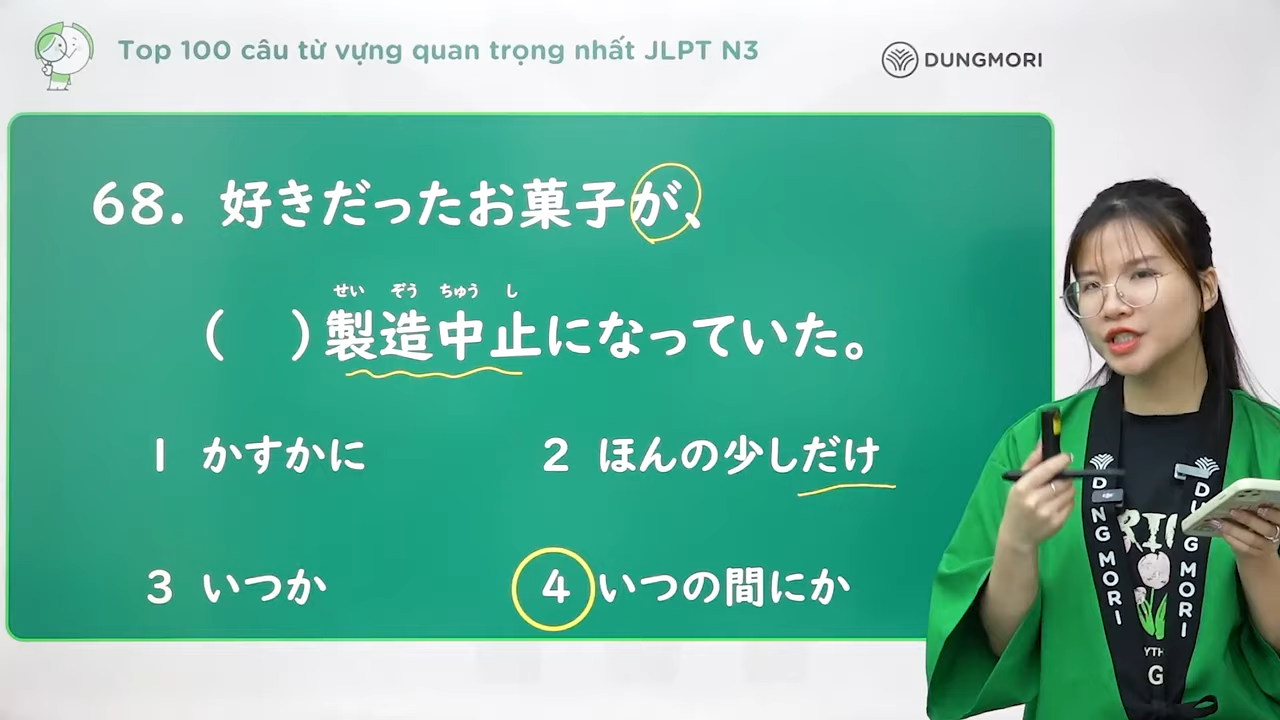 Top 100 câu từ vựng quan trọng nhất JLPT N3
DUNGMORI
68. 好きだったお菓子が、
せい ぞう ちゅう し
( )製造中止になっていた。
1 かすかに
2 ほんの少しだけ
3 いつか
4 いつの間にか
DUNG MORI
DUNG MORI
G